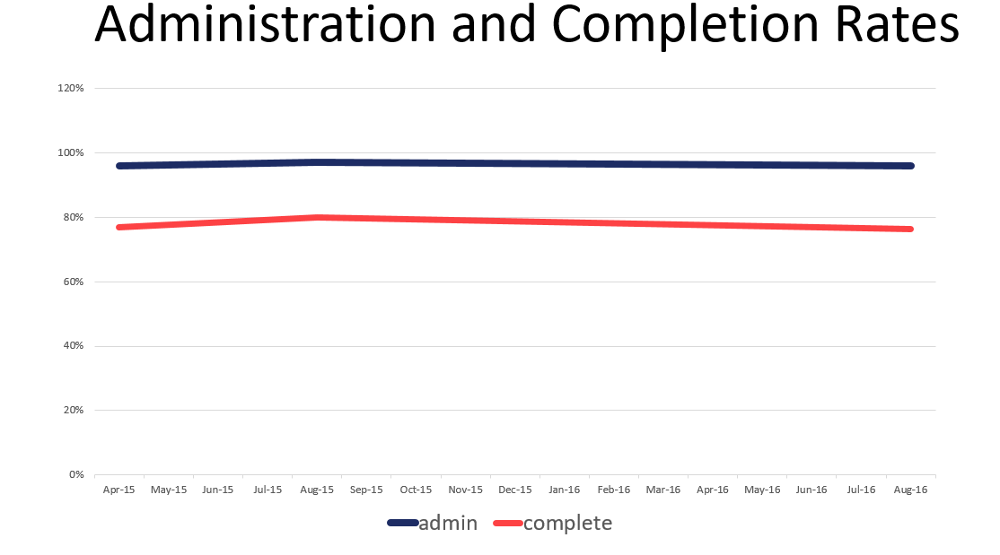 Administration and Completion Rates
120%
100%
80%
60%
40%
20%
0%
Apr-15 May-15 Jun-15 Jul-15 Aug-15 Sep-15 Oct-15 Nov-15 Dec-15 Jan-16 Feb-16 Mar-16 Apr-16 May-16 Jun-16 Jul-16 Aug-16
admin complete